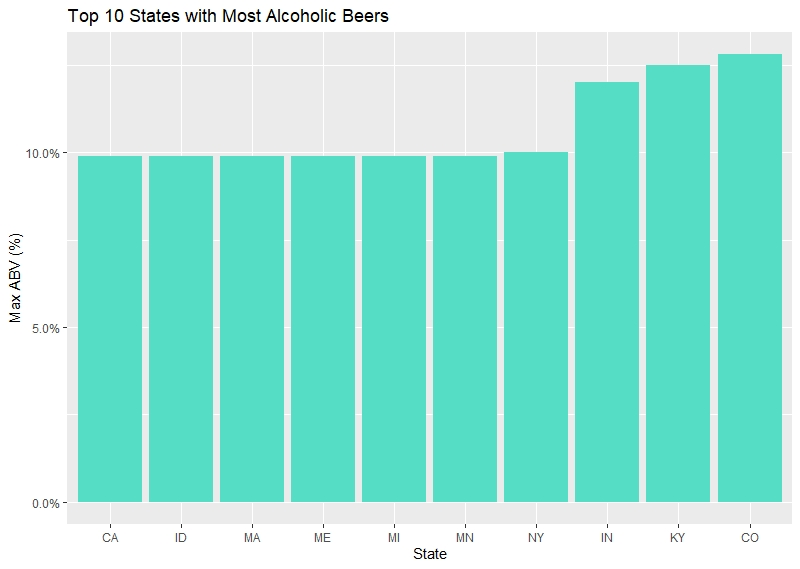 Top 10 States with Most Alcoholic Beers
Max ABV (%)
10.0%
5.0%
0.0%
CA ID MA ME MI MN NY IN KY CO
State